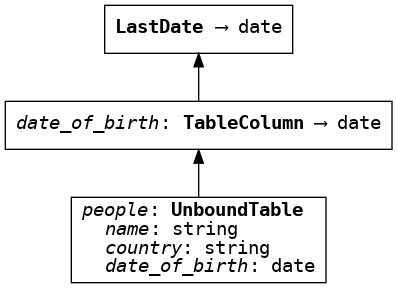 LastDate → date
date_of_birth: TableColumn → date
people: UnboundTable
name: string
country: string
date_of_birth: date